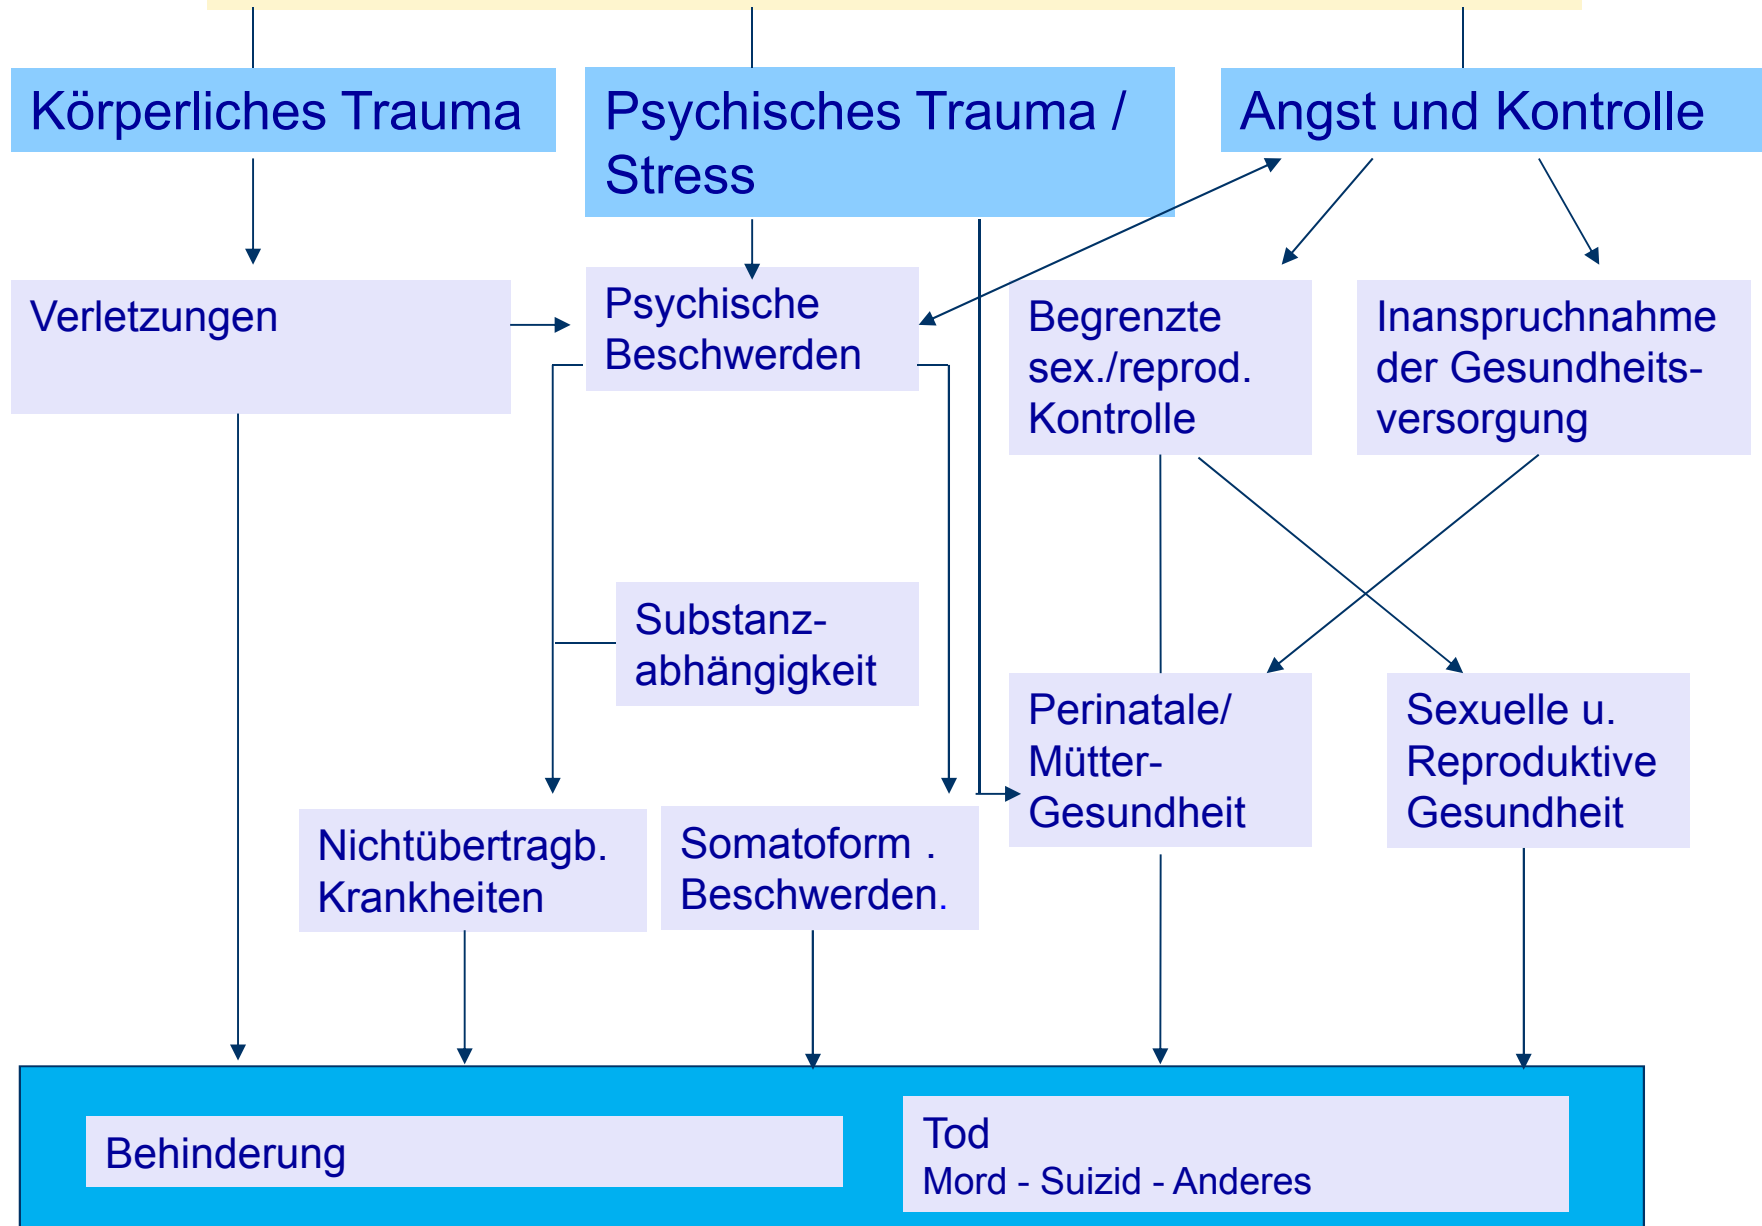 Körperliches Trauma
Psychisches Trauma /
Stress
Angst und Kontrolle
Verletzungen
Psychische
Beschwerden
Begrenzte
sex./reprod.
Kontrolle
Inanspruchnahme
der Gesundheits-
versorgung
Substanz-
abhängigkeit
Perinatale/
Mütter-
Gesundheit
Sexuelle u.
Reproduktive
Gesundheit
Nichtübertragb.
Krankheiten
Somatoform .
Beschwerden.
Behinderung
Tod
Mord - Suizid - Anderes